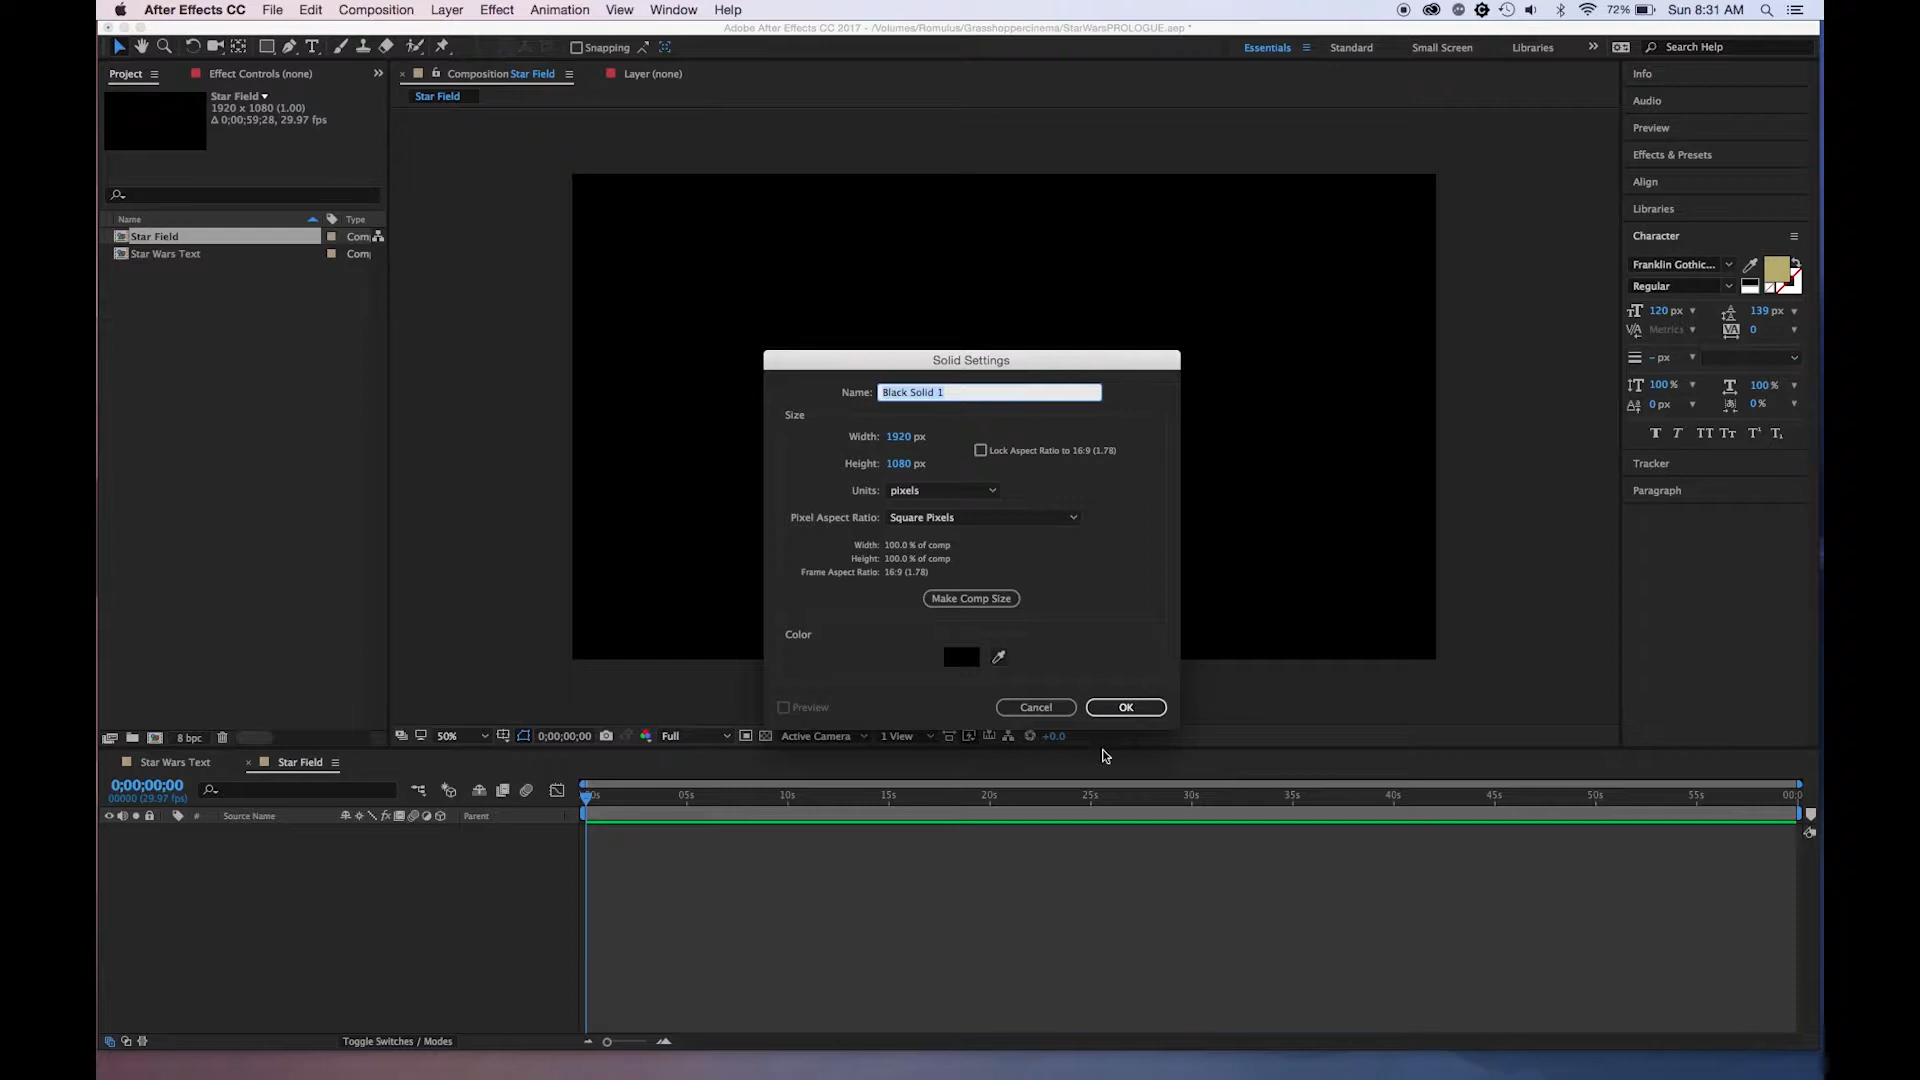 After Effects CC File Edit Composition Layer Effect Animation View Window Help 72% Sun 8:31 AM
Adobe After Effects CC 2017 - /Volumes/Romulus/Grasshoppercinema/StarWarsPROLOGUE.aep *
Snapping Essentials Standard Small Screen Libraries Search Help
Project Effect Controls (none) Composition Star Field Layer (none)
Star Field
Star Field
1920 x 1080 (1.00)
Δ 0;00;59;28, 29.97 fps
Name Type
Star Field Com
Star Wars Text Com
Info
Audio
Preview
Effects & Presets
Align
Libraries
Character
Franklin Gothic...
Regular
120 px 139 px
Metrics 0
- px
100 % 100 %
0 px 0 %
Tracker
Paragraph
Solid Settings
Name: Black Solid 1
Size
Width: 1920 px
Lock Aspect Ratio to 16:9 (1.78)
Height: 1080 px
Units: pixels
Pixel Aspect Ratio: Square Pixels
Width: 100.0 % of comp
Height: 100.0 % of comp
Frame Aspect Ratio: 16:9 (1.78)
Make Comp Size
Color
Preview Cancel OK
8 bpc 50% 0;00;00;00 Full Active Camera 1 View +0.0
Star Wars Text Star Field
0;00;00;00
00000 (29.97 fps)
05s 10s 15s 20s 25s 30s 35s 40s 45s 50s 55s
# Source Name Parent
Toggle Switches / Modes